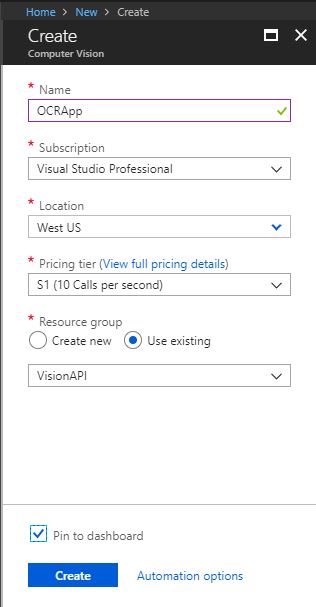 Home > New > Create
Create
Computer Vision
* Name
OCRApp
* Subscription
Visual Studio Professional
* Location
West US
* Pricing tier (View full pricing details)
S1 (10 Calls per second)
* Resource group
Create new Use existing
VisionAPI
Pin to dashboard
Create Automation options